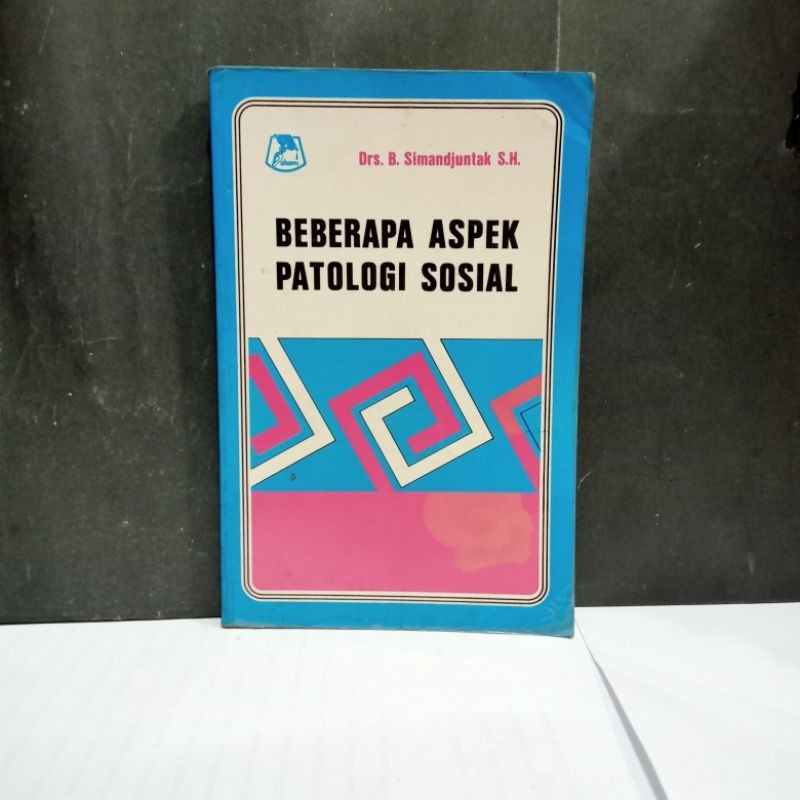 Drs. B. Simandjuntak S.H.
BEBERAPA ASPEK
PATOLOGI SOSIAL